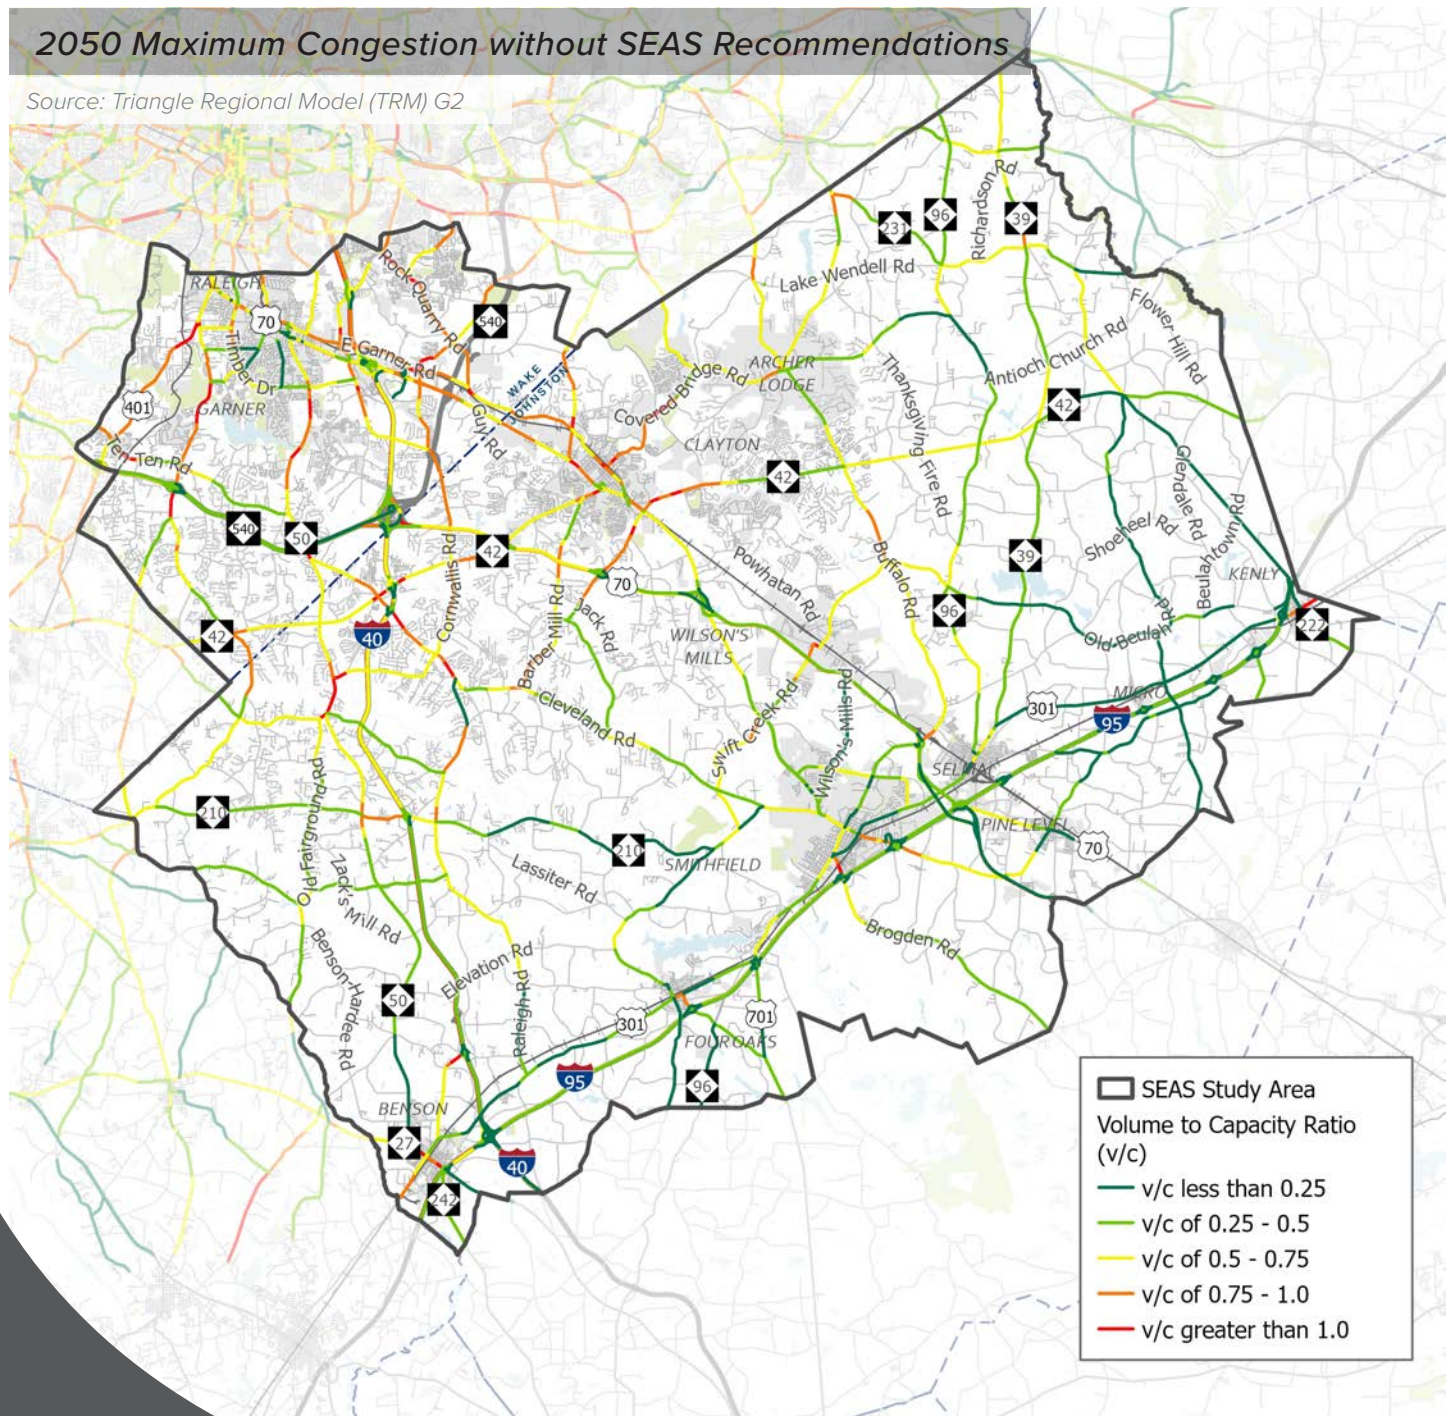 2050 Maximum Congestion without SEAS Recommendations
Source: Triangle Regional Model (TRM) G2
RALEIGH
70
Rock Quarry Rd
540
E Garner Rd
Timber Dr
401
GARNER
Ten-Ten Rd
Guy Rd
WAKE
JOHNSTON
Covered Bridge Rd
ARCHER
LODGE
CLAYTON
Lake Wendell Rd
231
96
Richardson Rd
39
Flower Hill Rd
Antioch Church Rd
42
Thanksgiving Fire Rd
42
Glendale Rd
Shoeheel Rd
Beulahtown Rd
KENLY
222
540
50
42
Cornwallis Rd
70
Powhatan Rd
Buffalo Rd
39
96
Old Beulah Rd
42
40
Barber Mill Rd
Jack Rd
WILSON'S
MILLS
MICRO
301
95
Cleveland Rd
Swift Creek Rd
Wilson's Mills Rd
SELMA
PINE LEVEL
70
210
Old Fairground Rd
Zack's Mill Rd
210
Lassiter Rd
SMITHFIELD
Brogden Rd
Benson-Hardee Rd
Elevation Rd
50
Raleigh Rd
301
701
FOUR OAKS
95
96
BENSON
27
40
242
SEAS Study Area
Volume to Capacity Ratio
(v/c)
v/c less than 0.25
v/c of 0.25 - 0.5
v/c of 0.5 - 0.75
v/c of 0.75 - 1.0
v/c greater than 1.0